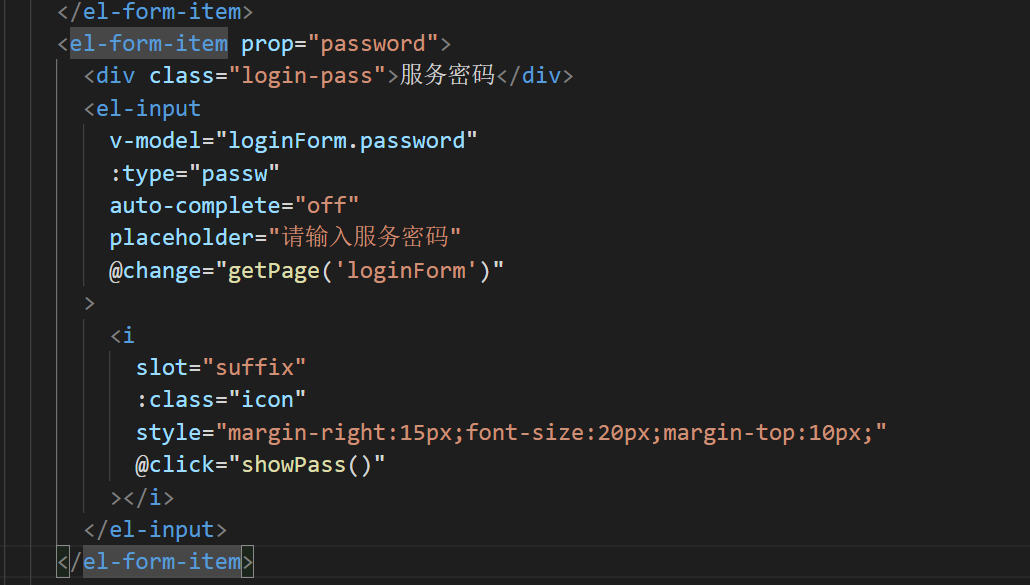 </el-form-item>
<el-form-item prop="password">
<div class="login-pass">服务密码</div>
<el-input
v-model="loginForm.password"
:type="passw"
auto-complete="off"
placeholder="请输入服务密码"
@change="getPage('loginForm')"
>
<i
slot="suffix"
:class="icon"
style="margin-right:15px;font-size:20px;margin-top:10px;"
@click="showPass()"
></i>
</el-input>
</el-form-item>